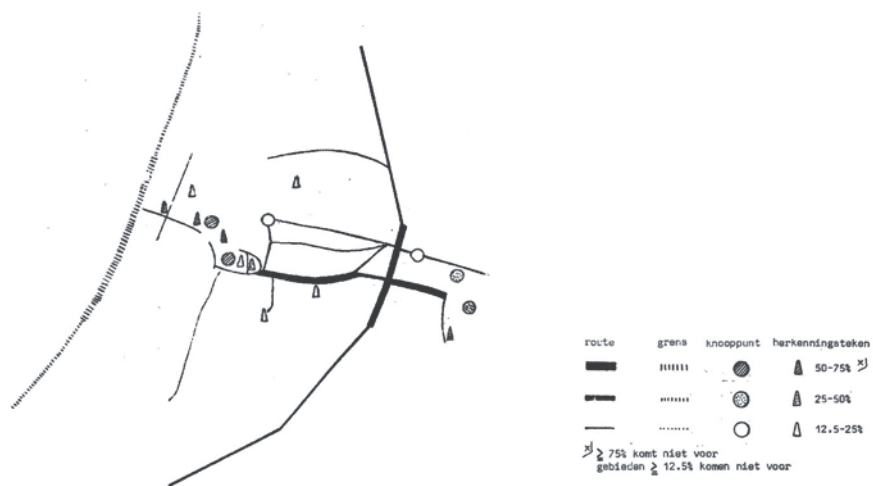 route grens knooppunt herkenningsteken
50-75% x)
25-50%
12.5-25%
x) ≥ 75% komt niet voor
gebieden ≥ 12.5% komen niet voor